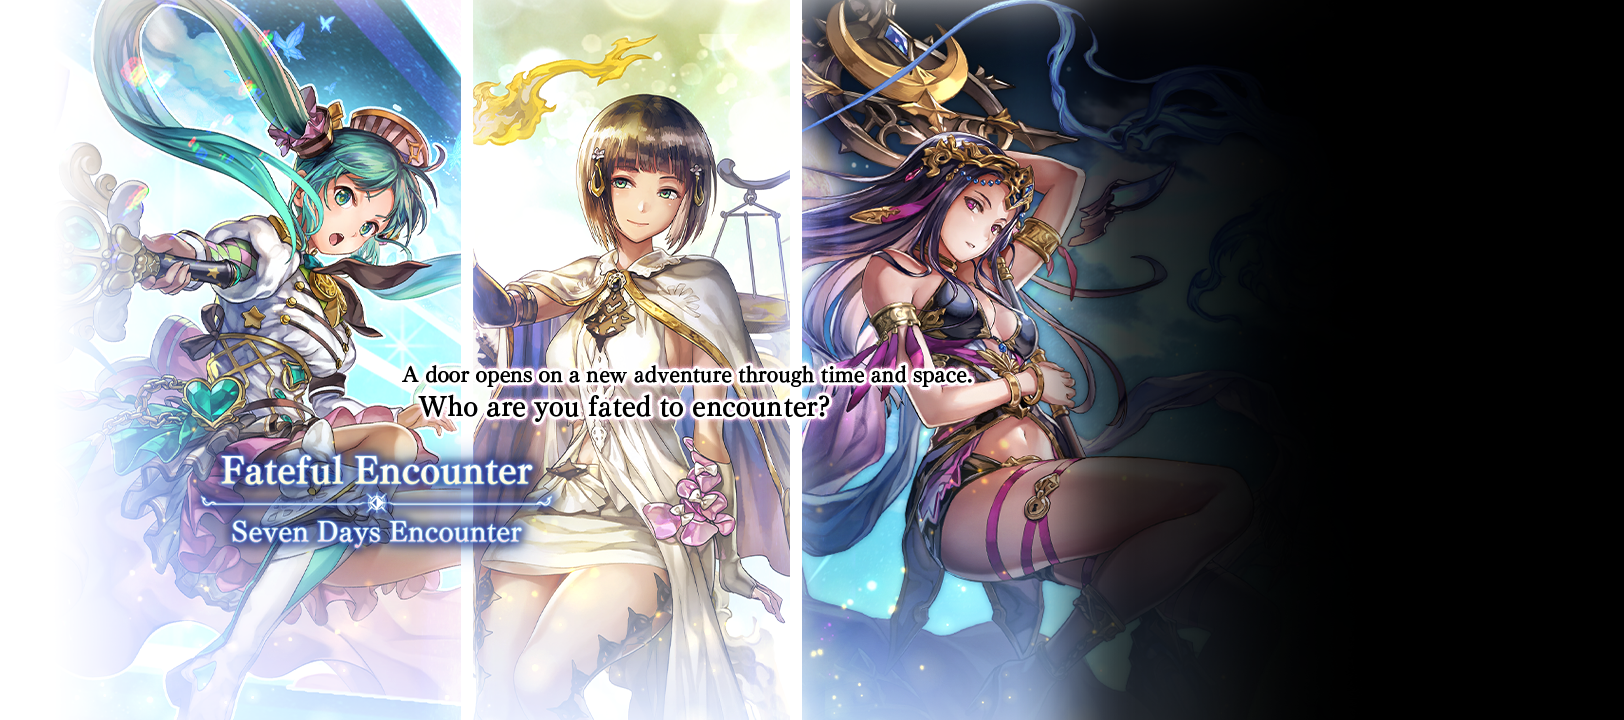 A door opens on a new adventure through time and space.
Who are you fated to encounter?
Fateful Encounter
Seven Days Encounter